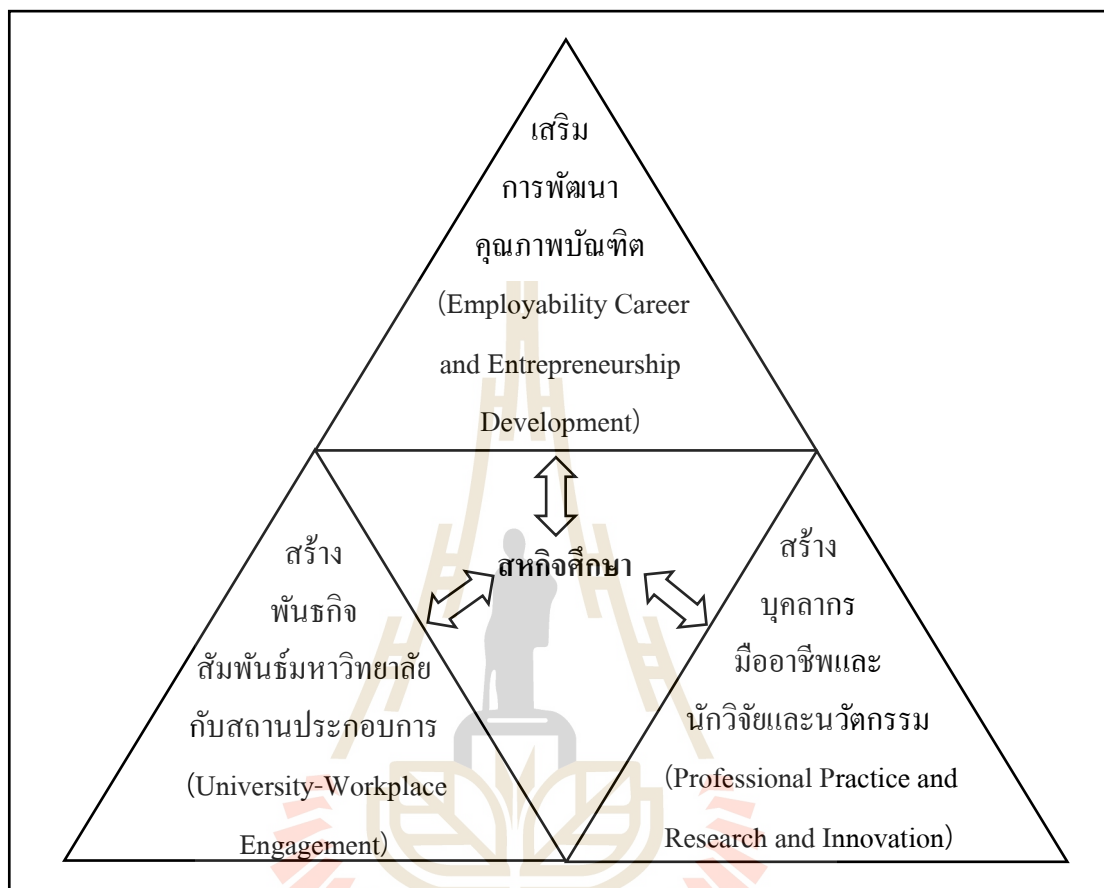 เสริม
การพัฒนา
คุณภาพบัณฑิต
(Employability Career
and Entrepreneurship
Development)
สหกิจศึกษา
สร้าง
พันธกิจ
สัมพันธ์มหาวิทยาลัย
กับสถานประกอบการ
(University-Workplace
Engagement)
สร้าง
บุคลากร
มืออาชีพและ
นักวิจัยและนวัตกรรม
(Professional Practice and
Research and Innovation)